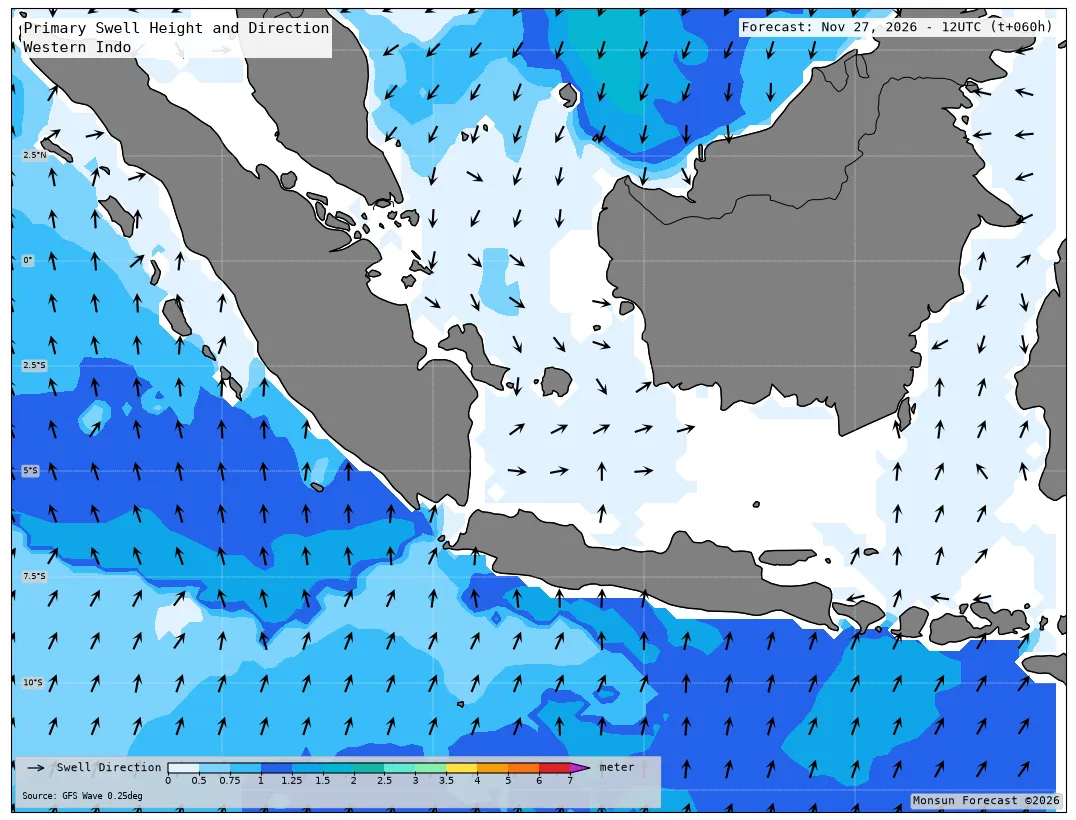 Primary Swell Height and Direction
Western Indo
Forecast: Nov 27, 2026 - 12UTC (t+060h)
2.5°N
0°
2.5°S
5°S
7.5°S
10°S
Swell Direction
0 0.5 0.75 1 1.25 1.5 2 2.5 3 3.5 4 5 6 7
meter
Source: GFS Wave 0.25deg
Monsun Forecast ©2026